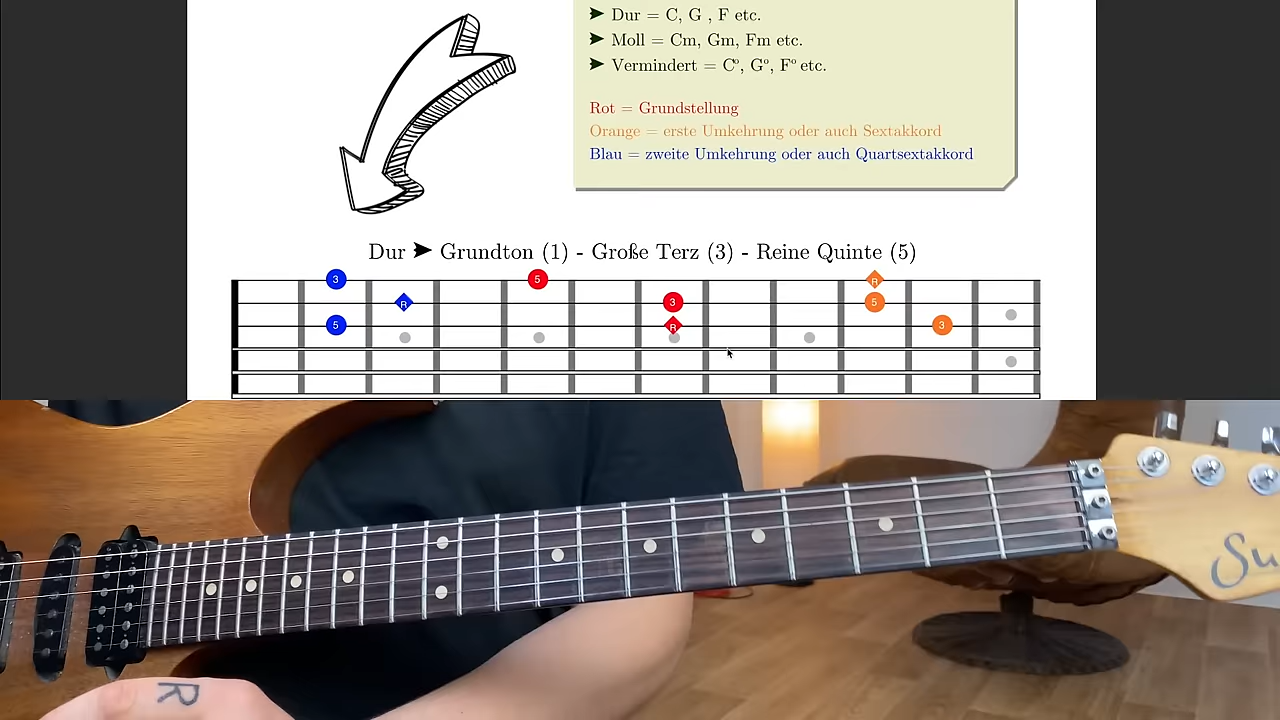 ➤ Dur = C, G , F etc.
➤ Moll = Cm, Gm, Fm etc.
➤ Vermindert = C°, G°, F° etc.
Rot = Grundstellung
Orange = erste Umkehrung oder auch Sextakkord
Blau = zweite Umkehrung oder auch Quartsextakkord
Dur ➤ Grundton (1) - Große Terz (3) - Reine Quinte (5)
3 5 R
R 3 5
5 R 3
Su
R